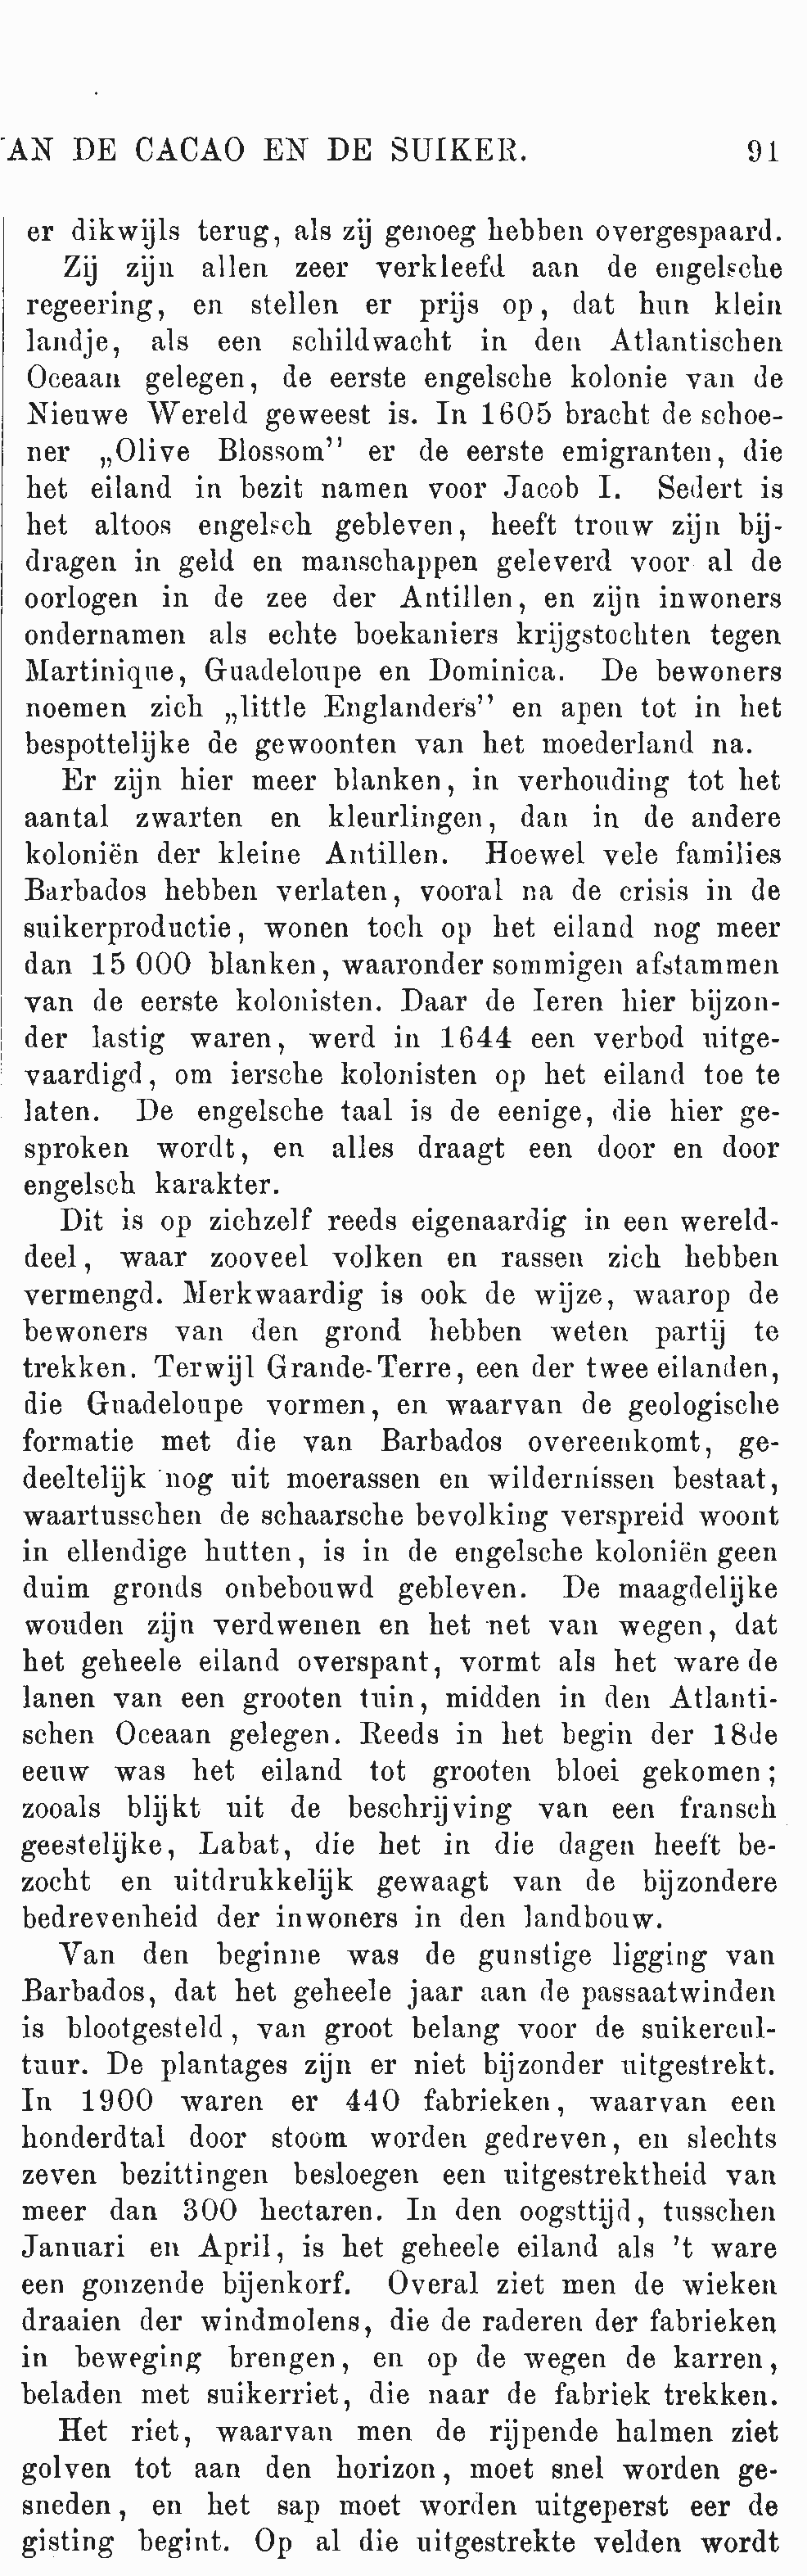 VAN DE CACAO EN DE SUIKER. 91
er dikwijls terug, als zij genoeg hebben overgespaard.
Zij zijn allen zeer verkleefd aan de engelsche
regeering, en stellen er prijs op, dat hun klein
landje, als een schildwacht in den Atlantischen
Oceaan gelegen, de eerste engelsche kolonie van de
Nieuwe Wereld geweest is. In 1605 bracht de schoe-
ner „Olive Blossom” er de eerste emigranten, die
het eiland in bezit namen voor Jacob I. Sedert is
het altoos engelsch gebleven, heeft trouw zijn bij-
dragen in geld en manschappen geleverd voor al de
oorlogen in de zee der Antillen, en zijn inwoners
ondernamen als echte boekaniers krijgstochten tegen
Martinique, Guadeloupe en Dominica. De bewoners
noemen zich „little Englanders” en apen tot in het
bespottelijke de gewoonten van het moederland na.
Er zijn hier meer blanken, in verhouding tot het
aantal zwarten en kleurlingen, dan in de andere
koloniën der kleine Antillen. Hoewel vele families
Barbados hebben verlaten, vooral na de crisis in de
suikerproductie, wonen toch op het eiland nog meer
dan 15 000 blanken, waaronder sommigen afstammen
van de eerste kolonisten. Daar de Ieren hier bijzon-
der lastig waren, werd in 1644 een verbod uitge-
vaardigd, om iersche kolonisten op het eiland toe te
laten. De engelsche taal is de eenige, die hier ge-
sproken wordt, en alles draagt een door en door
engelsch karakter.
Dit is op zichzelf reeds eigenaardig in een wereld-
deel, waar zooveel volken en rassen zich hebben
vermengd. Merkwaardig is ook de wijze, waarop de
bewoners van den grond hebben weten partij te
trekken. Terwijl Grande-Terre, een der twee eilanden,
die Guadeloupe vormen, en waarvan de geologische
formatie met die van Barbados overeenkomt, ge-
deeltelijk nog uit moerassen en wildernissen bestaat,
waartusschen de schaarsche bevolking verspreid woont
in ellendige hutten, is in de engelsche koloniën geen
duim gronds onbebouwd gebleven. De maagdelijke
wouden zijn verdwenen en het net van wegen, dat
het geheele eiland overspant, vormt als het ware de
lanen van een grooten tuin, midden in den Atlanti-
schen Oceaan gelegen. Reeds in het begin der 18de
eeuw was het eiland tot grooten bloei gekomen;
zooals blijkt uit de beschrijving van een fransch
geestelijke, Labat, die het in die dagen heeft be-
zocht en uitdrukkelijk gewaagt van de bijzondere
bedrevenheid der inwoners in den landbouw.
Van den beginne was de gunstige ligging van
Barbados, dat het geheele jaar aan de passaatwinden
is blootgesteld, van groot belang voor de suikercul-
tuur. De plantages zijn er niet bijzonder uitgestrekt.
In 1900 waren er 440 fabrieken, waarvan een
honderdtal door stoom worden gedreven, en slechts
zeven bezittingen besloegen een uitgestrektheid van
meer dan 300 hectaren. In den oogsttijd, tusschen
Januari en April, is het geheele eiland als 't ware
een gonzende bijenkorf. Overal ziet men de wieken
draaien der windmolens, die de raderen der fabrieken
in beweging brengen, en op de wegen de karren,
beladen met suikerriet, die naar de fabriek trekken.
Het riet, waarvan men de rijpende halmen ziet
golven tot aan den horizon, moet snel worden ge-
sneden, en het sap moet worden uitgeperst eer de
gisting begint. Op al die uitgestrekte velden wordt